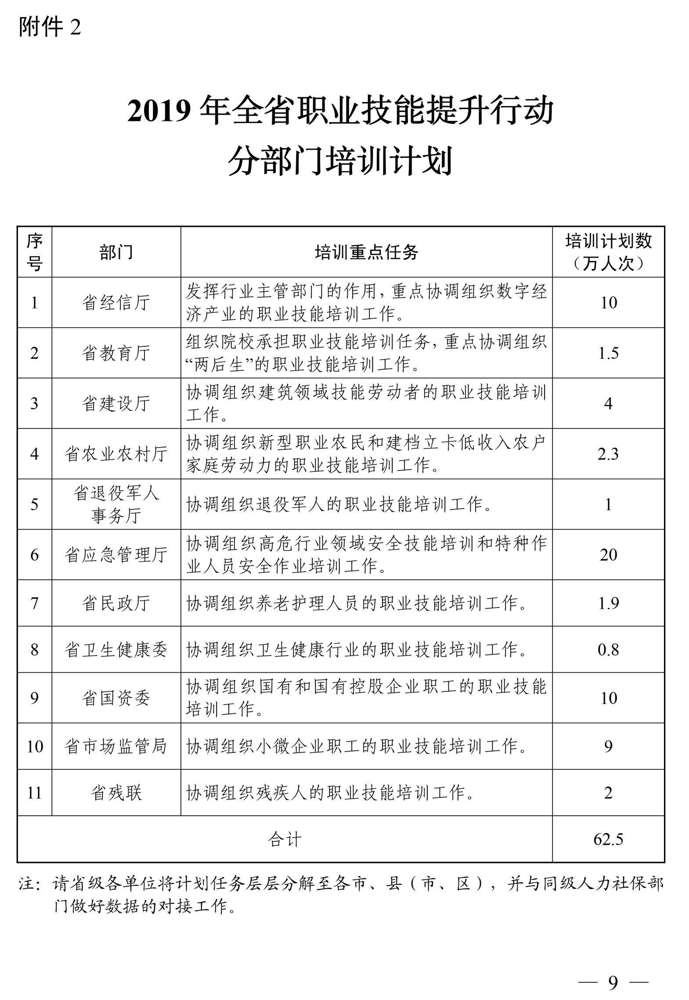 附件 2
2019 年全省职业技能提升行动
分部门培训计划
序
号
部门
培训重点任务
培训计划数
（万人次）
1
省经信厅
发挥行业主管部门的作用，重点协调组织数字经
济产业的职业技能培训工作。
10
2
省教育厅
组织院校承担职业技能培训任务，重点协调组织
“两后生”的职业技能培训工作。
1.5
3
省建设厅
协调组织建筑领域技能劳动者的职业技能培训
工作。
4
4
省农业农村厅
协调组织新型职业农民和建档立卡低收入农户
家庭劳动力的职业技能培训工作。
2.3
5
省退役军人
事务厅
协调组织退役军人的职业技能培训工作。
1
6
省应急管理厅
协调组织高危行业领域安全技能培训和特种作
业人员安全作业培训工作。
20
7
省民政厅
协调组织养老护理人员的职业技能培训工作。
1.9
8
省卫生健康委
协调组织卫生健康行业的职业技能培训工作。
0.8
9
省国资委
协调组织国有和国有控股企业职工的职业技能
培训工作。
10
10
省市场监管局
协调组织小微企业职工的职业技能培训工作。
9
11
省残联
协调组织残疾人的职业技能培训工作。
2
合计
62.5
注：请省级各单位将计划任务层层分解至各市、县（市、区），并与同级人力社保部
门做好数据的对接工作。
— 9 —